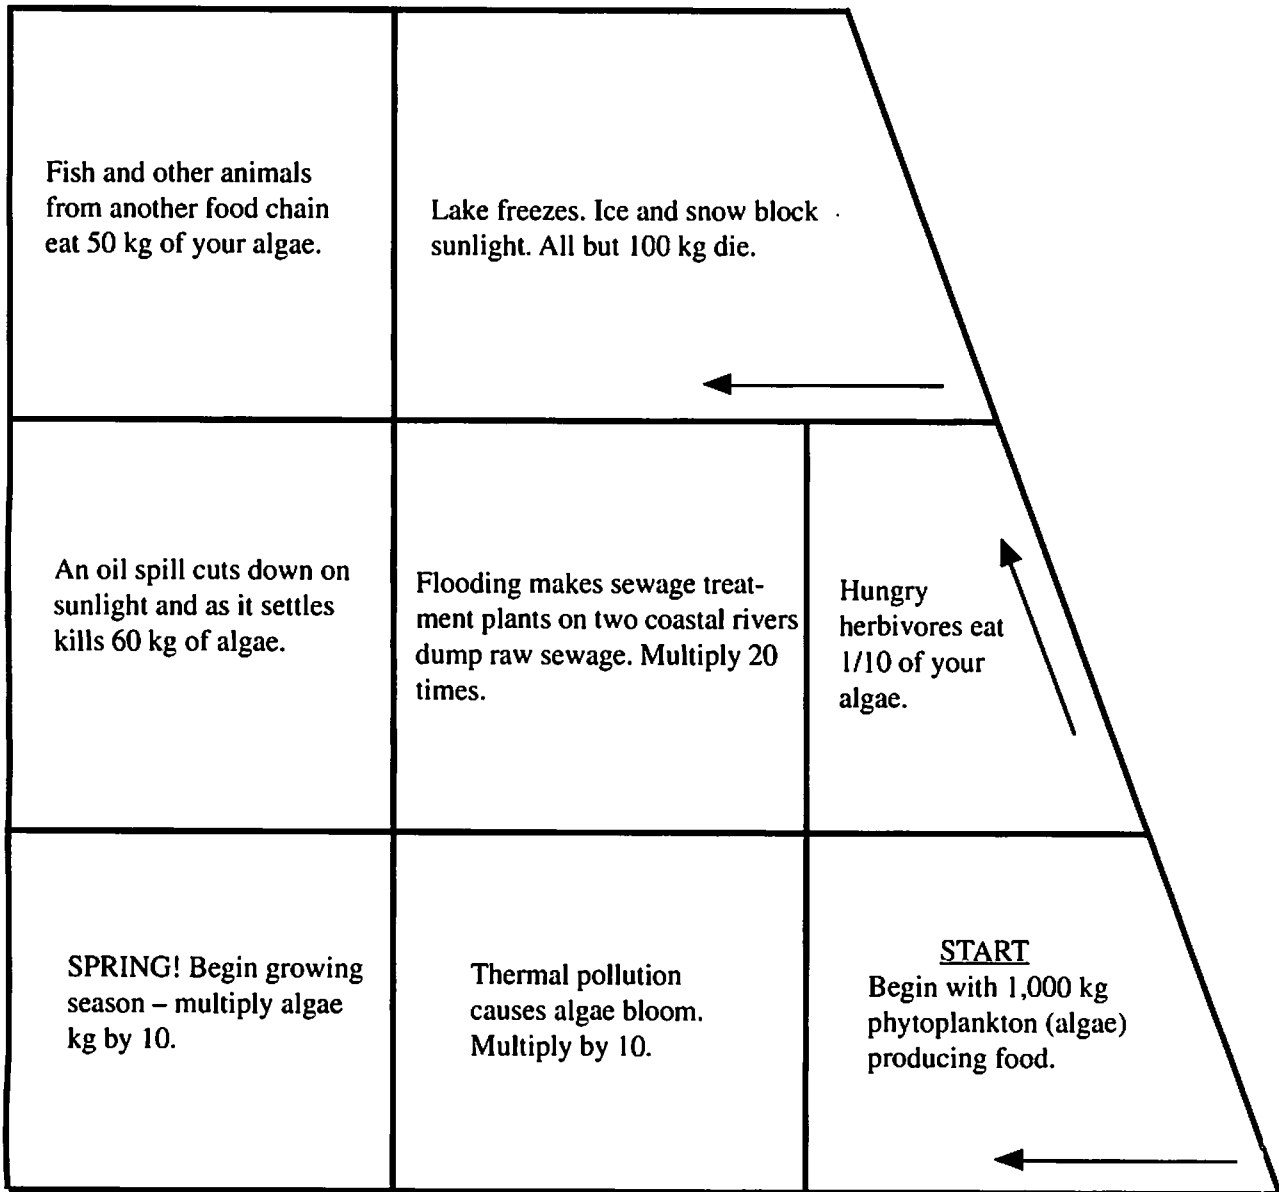 Fish and other animals
from another food chain
eat 50 kg of your algae.
Lake freezes. Ice and snow block
sunlight. All but 100 kg die.
An oil spill cuts down on
sunlight and as it settles
kills 60 kg of algae.
Flooding makes sewage treat-
ment plants on two coastal rivers
dump raw sewage. Multiply 20
times.
Hungry
herbivores eat
1/10 of your
algae.
SPRING! Begin growing
season – multiply algae
kg by 10.
Thermal pollution
causes algae bloom.
Multiply by 10.
START
Begin with 1,000 kg
phytoplankton (algae)
producing food.